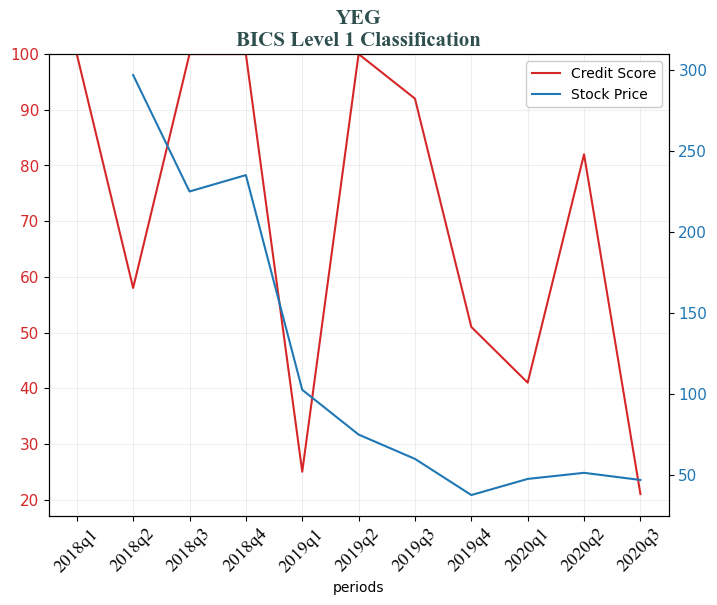 YEG
BICS Level 1 Classification
Credit Score
Stock Price
100
90
80
70
60
50
40
30
20
300
250
200
150
100
50
2018q1
2018q2
2018q3
2018q4
2019q1
2019q2
2019q3
2019q4
2020q1
2020q2
2020q3
periods